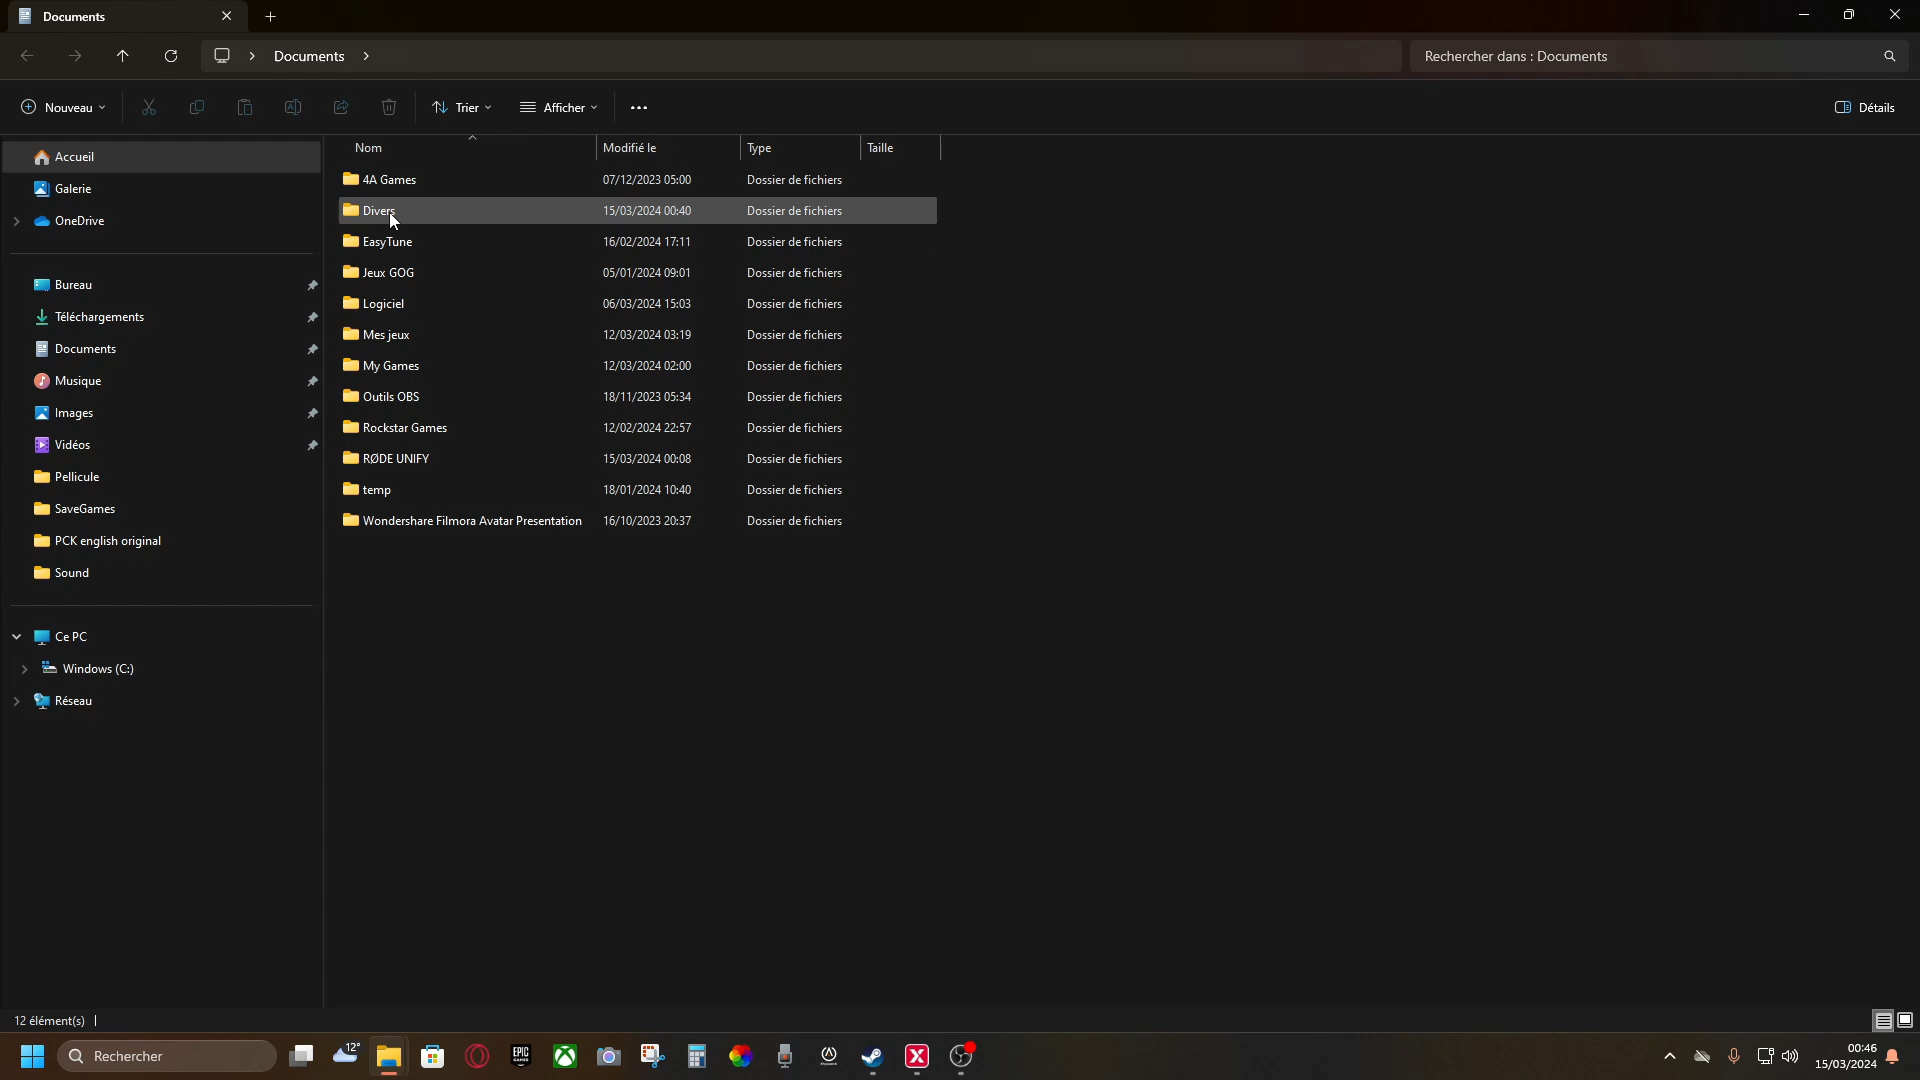 Documents
Documents
Rechercher dans : Documents
Nouveau
Trier
Afficher
Détails
Accueil
Galerie
OneDrive
Bureau
Téléchargements
Documents
Musique
Images
Vidéos
Pellicule
SaveGames
PCK english original
Sound
Ce PC
Windows (C:)
Réseau
Nom Modifié le Type Taille
4A Games 07/12/2023 05:00 Dossier de fichiers
Divers 15/03/2024 00:40 Dossier de fichiers
EasyTune 16/02/2024 17:11 Dossier de fichiers
Jeux GOG 05/01/2024 09:01 Dossier de fichiers
Logiciel 06/03/2024 15:03 Dossier de fichiers
Mes jeux 12/03/2024 03:19 Dossier de fichiers
My Games 12/03/2024 02:00 Dossier de fichiers
Outils OBS 18/11/2023 05:34 Dossier de fichiers
Rockstar Games 12/02/2024 22:57 Dossier de fichiers
RØDE UNIFY 15/03/2024 00:08 Dossier de fichiers
temp 18/01/2024 10:40 Dossier de fichiers
Wondershare Filmora Avatar Presentation 16/10/2023 20:37 Dossier de fichiers
12 élément(s)
Rechercher
12°
EPIC
GAMES
00:46
15/03/2024